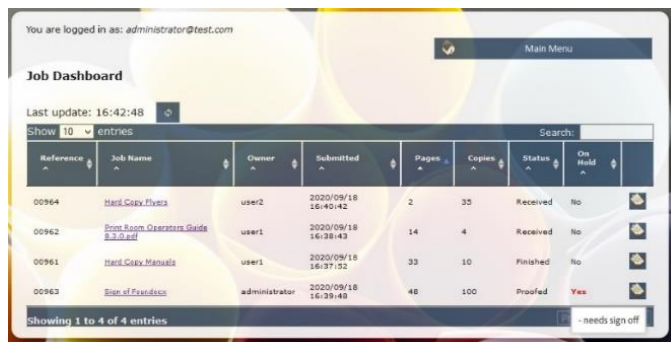 You are logged in as: administrator@test.com
Main Menu
Job Dashboard
Last update: 16:42:48
Show 10 entries Search:
Reference Job Name Owner Submitted Pages Copies Status On Hold
00964 Hard Copy Flyers user2 2020/09/18 16:40:42 2 35 Received No
00962 Print Room Operators Guide 9.3.0.pdf user1 2020/09/18 16:38:43 14 4 Received No
00961 Hard Copy Manuals user1 2020/09/18 16:37:52 33 10 Finished No
00963 administrator 2020/09/18 16:39:48 48 100 Proofed Yes
Showing 1 to 4 of 4 entries
- needs sign off